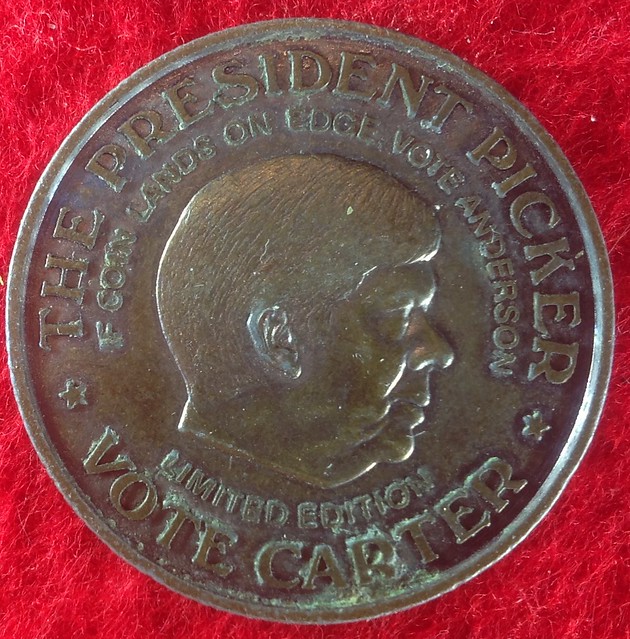 THE PRESIDENT PICKER
IF COIN LANDS ON EDGE, VOTE ANDERSON
LIMITED EDITION
VOTE CARTER